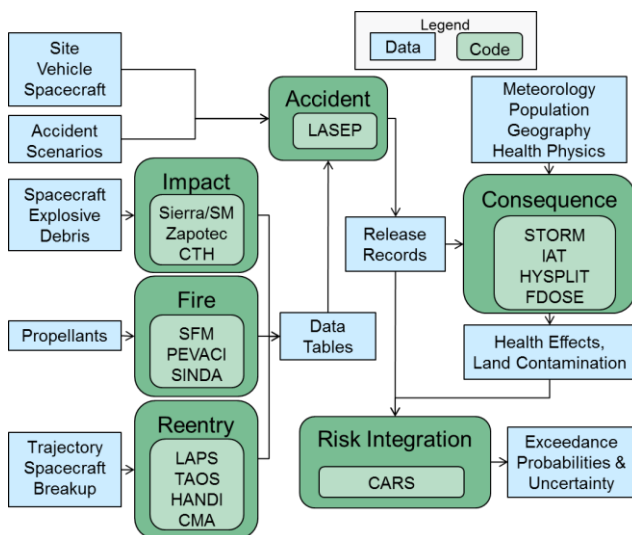 Legend
Data
Code
Site
Vehicle
Spacecraft
Accident
Scenarios
Accident
LASEP
Meteorology
Population
Geography
Health Physics
Spacecraft
Explosive
Debris
Impact
Sierra/SM
Zapotec
CTH
Release
Records
Consequence
STORM
IAT
HYSPLIT
FDOSE
Propellants
Fire
SFM
PEVACI
SINDA
Data
Tables
Health Effects,
Land Contamination
Trajectory
Spacecraft
Breakup
Reentry
LAPS
TAOS
HANDI
CMA
Risk Integration
CARS
Exceedance
Probabilities &
Uncertainty